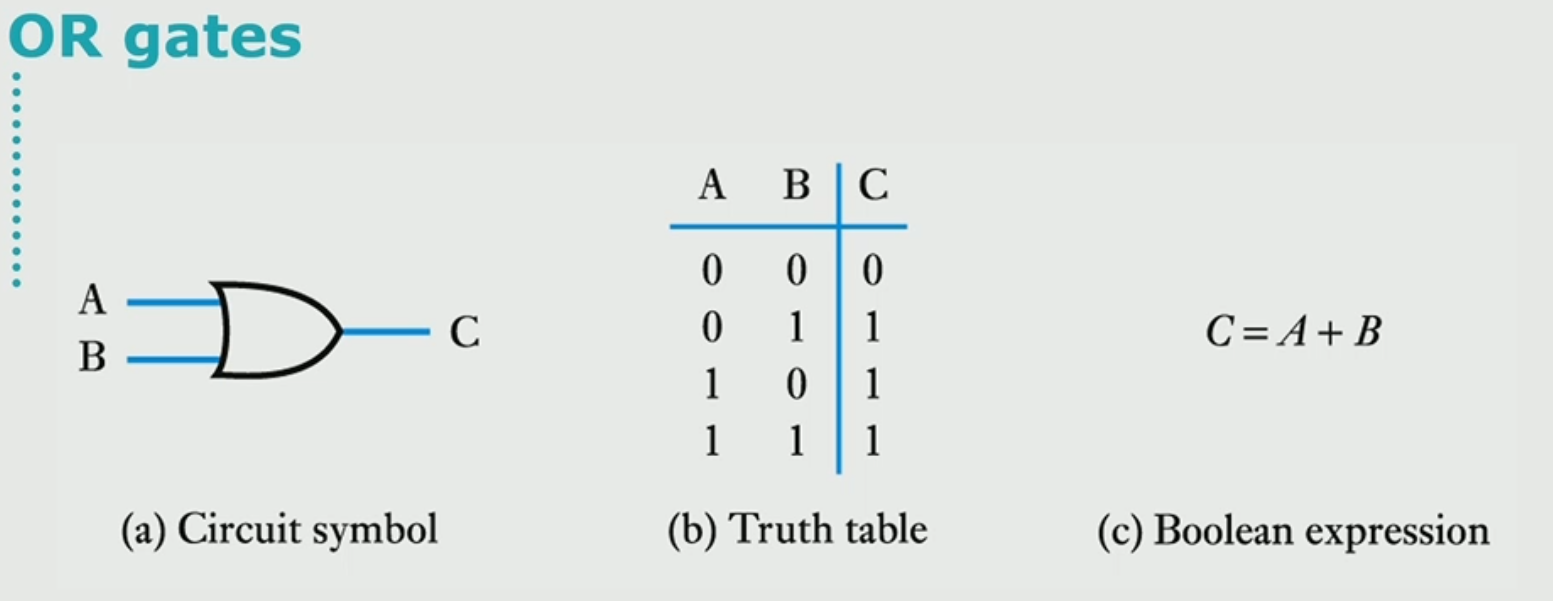 OR gates
A
B
C
A B C
0 0 0
0 1 1
1 0 1
1 1 1
C = A + B
(a) Circuit symbol
(b) Truth table
(c) Boolean expression